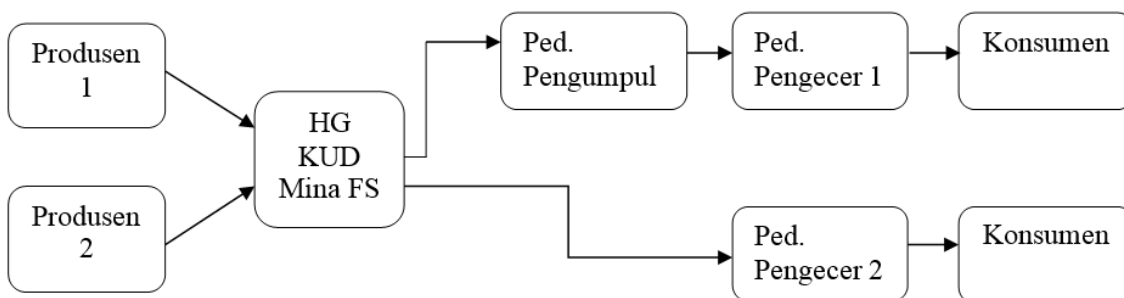 Produsen
1
Produsen
2
HG
KUD
Mina FS
Ped.
Pengumpul
Ped.
Pengecer 1
Konsumen
Ped.
Pengecer 2
Konsumen